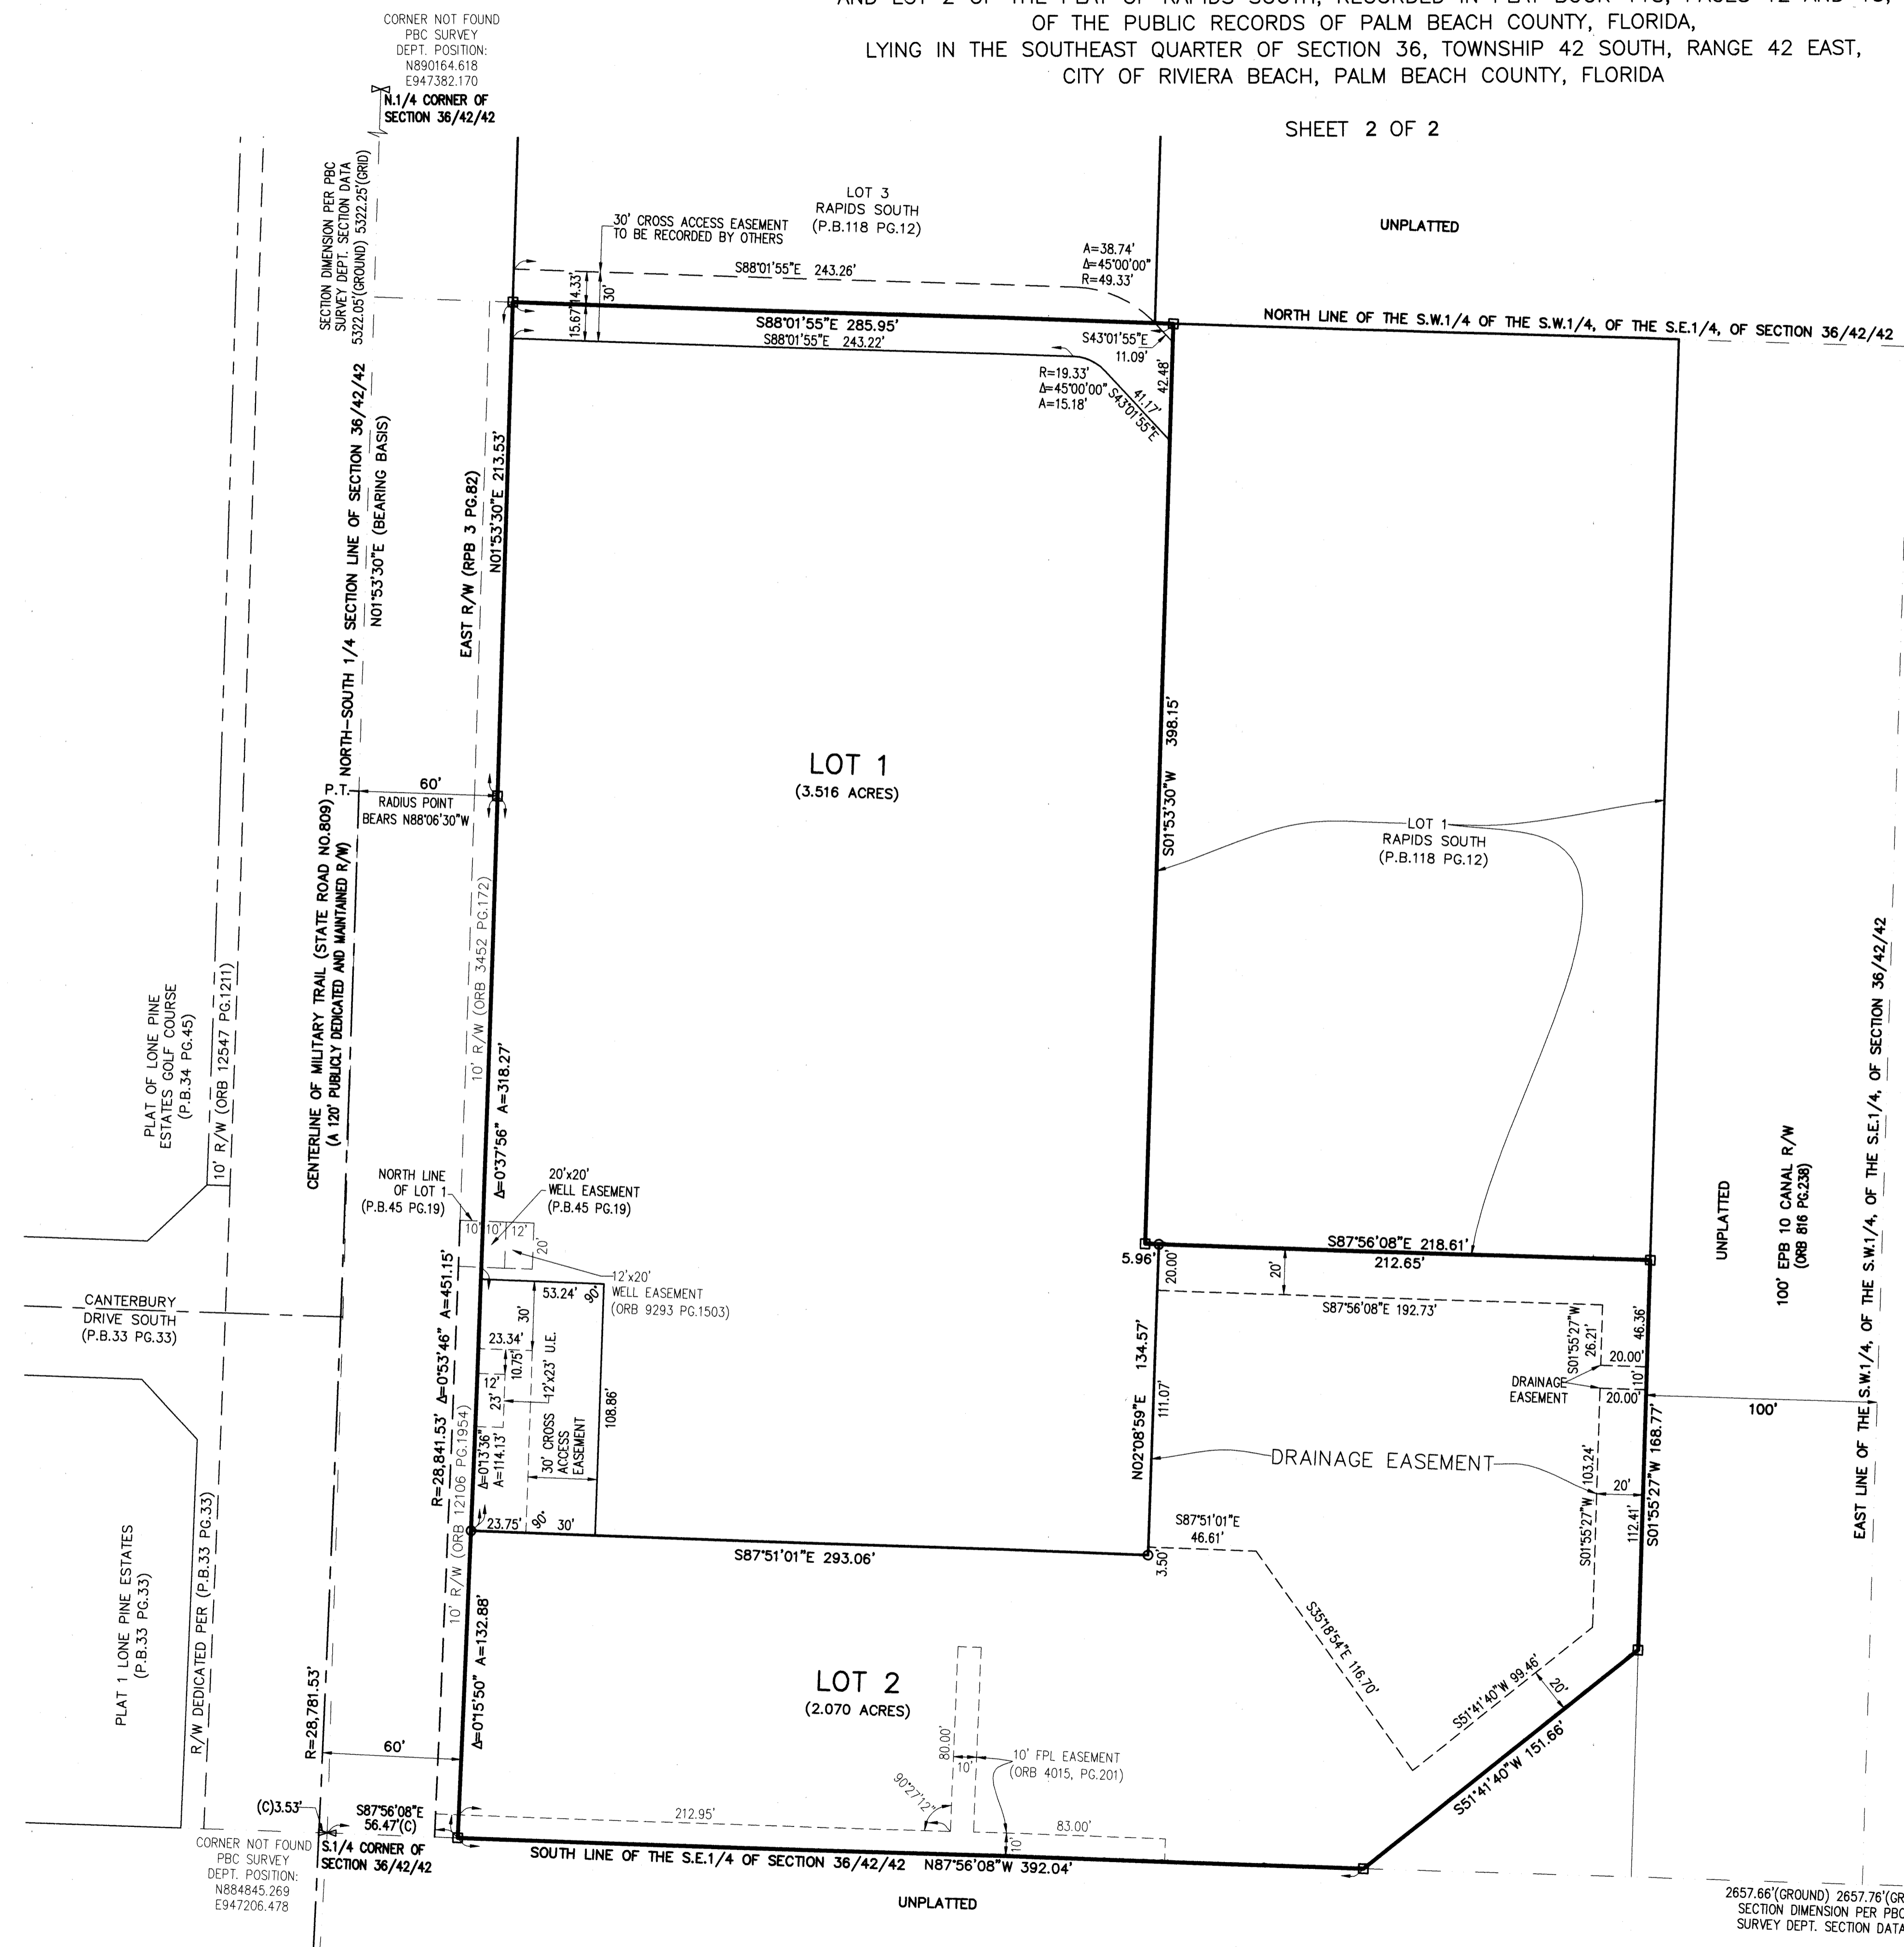 OF THE PUBLIC RECORDS OF PALM BEACH COUNTY, FLORIDA,
LYING IN THE SOUTHEAST QUARTER OF SECTION 36, TOWNSHIP 42 SOUTH, RANGE 42 EAST,
CITY OF RIVIERA BEACH, PALM BEACH COUNTY, FLORIDA
SHEET 2 OF 2
CORNER NOT FOUND
PBC SURVEY
DEPT. POSITION:
N890164.618
E947382.170
N.1/4 CORNER OF
SECTION 36/42/42
SECTION DIMENSION PER PBC
SURVEY DEPT. SECTION DATA
5322.05'(GROUND) 5322.25'(GRID)
LOT 3
RAPIDS SOUTH
(P.B.118 PG.12)
30' CROSS ACCESS EASEMENT
TO BE RECORDED BY OTHERS
UNPLATTED
A=38.74'
Δ=45°00'00"
R=49.33'
S88°01'55"E 243.26'
14.33'
30'
15.67'
S88°01'55"E 285.95'
S88°01'55"E 243.22'
S43°01'55"E
11.09'
42.48'
R=19.33'
Δ=45°00'00"
A=15.18'
41.17'
S43°01'55"E
NORTH LINE OF THE S.W.1/4 OF THE S.W.1/4, OF THE S.E.1/4, OF SECTION 36/42/42
NORTH-SOUTH 1/4 SECTION LINE OF SECTION 36/42/42
N01°53'30"E (BEARING BASIS)
EAST R/W (RPB 3 PG.82)
N01°53'30"E 213.53'
LOT 1
(3.516 ACRES)
S01°53'30"W 398.15'
LOT 1
RAPIDS SOUTH
(P.B.118 PG.12)
P.T.
60'
RADIUS POINT
BEARS N88°06'30"W
CENTERLINE OF MILITARY TRAIL (STATE ROAD NO.809)
(A 120' PUBLICLY DEDICATED AND MAINTAINED R/W)
10' R/W (ORB 3452 PG.172)
Δ=0°37'56" A=318.27'
PLAT OF LONE PINE
ESTATES GOLF COURSE
(P.B.34 PG.45)
10' R/W (ORB 12547 PG.1211)
NORTH LINE
OF LOT 1
(P.B.45 PG.19)
20'x20'
WELL EASEMENT
(P.B.45 PG.19)
10' 10' 12'
20'
12'x20'
WELL EASEMENT
(ORB 9293 PG.1503)
53.24'
90°
30'
23.34'
10.75'
12'
23'
12'x23' U.E.
30' CROSS
ACCESS
EASEMENT
108.86'
Δ=0°13'36"
A=114.13'
R=28,841.53' Δ=0°53'46" A=451.15'
10' R/W (ORB 12106 PG.1954)
23.75'
90°
30'
S87°51'01"E 293.06'
CANTERBURY
DRIVE SOUTH
(P.B.33 PG.33)
PLAT 1 LONE PINE ESTATES
(P.B.33 PG.33)
R/W DEDICATED PER (P.B.33 PG.33)
5.96'
20.00'
S87°56'08"E 218.61'
212.65'
20'
S87°56'08"E 192.73'
N02°08'59"E 134.57'
111.07'
S01°55'27"W
26.21'
46.36'
20.00'
DRAINAGE
EASEMENT
10'
20.00'
DRAINAGE EASEMENT
S01°55'27"W 103.24'
20'
112.41'
S01°55'27"W 168.77'
100'
UNPLATTED
100' EPB 10 CANAL R/W
(ORB 816 PG.238)
EAST LINE OF THE S.W.1/4, OF THE S.W.1/4, OF THE S.E.1/4, OF SECTION 36/42/42
S87°51'01"E
46.61'
3.50'
S35°18'54"E 116.70'
S51°41'40"W 99.46'
20'
S51°41'40"W 151.66'
LOT 2
(2.070 ACRES)
Δ=0°15'50" A=132.88'
R=28,781.53'
60'
80.00'
10'
10' FPL EASEMENT
(ORB 4015, PG.201)
90°27'12"
212.95'
83.00'
10'
(C)3.53'
S87°56'08"E
56.47'(C)
CORNER NOT FOUND
PBC SURVEY
DEPT. POSITION:
N884845.269
E947206.478
S.1/4 CORNER OF
SECTION 36/42/42
SOUTH LINE OF THE S.E.1/4 OF SECTION 36/42/42 N87°56'08"W 392.04'
UNPLATTED
2657.66'(GROUND) 2657.76'(GR
SECTION DIMENSION PER PBC
SURVEY DEPT. SECTION DATA